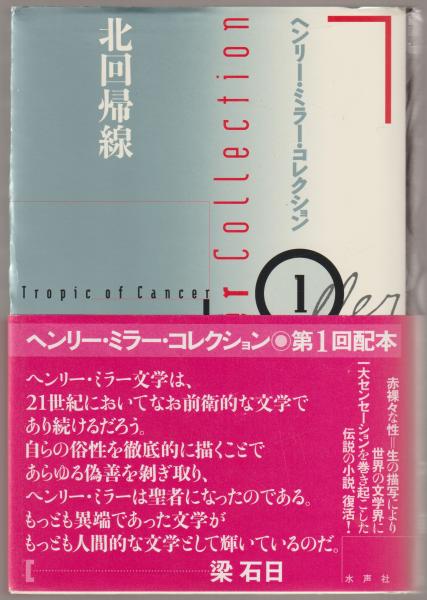 ヘンリー・ミラー・コレクション
北回帰線
Collection
1
Tropic of Cancer
ヘンリー・ミラー・コレクション◉第1回配本
ヘンリー・ミラー文学は、
21世紀においてなお前衛的な文学で
あり続けるだろう。
自らの俗性を徹底的に描くことで
あらゆる偽善を剝ぎ取り、
ヘンリー・ミラーは聖者になったのである。
もっとも異端であった文学が
もっとも人間的な文学として輝いているのだ。
梁 石日
赤裸々な性=生の描写により
世界の文学界に
一大センセーションを巻き起こした
伝説の小説、復活!
水声社